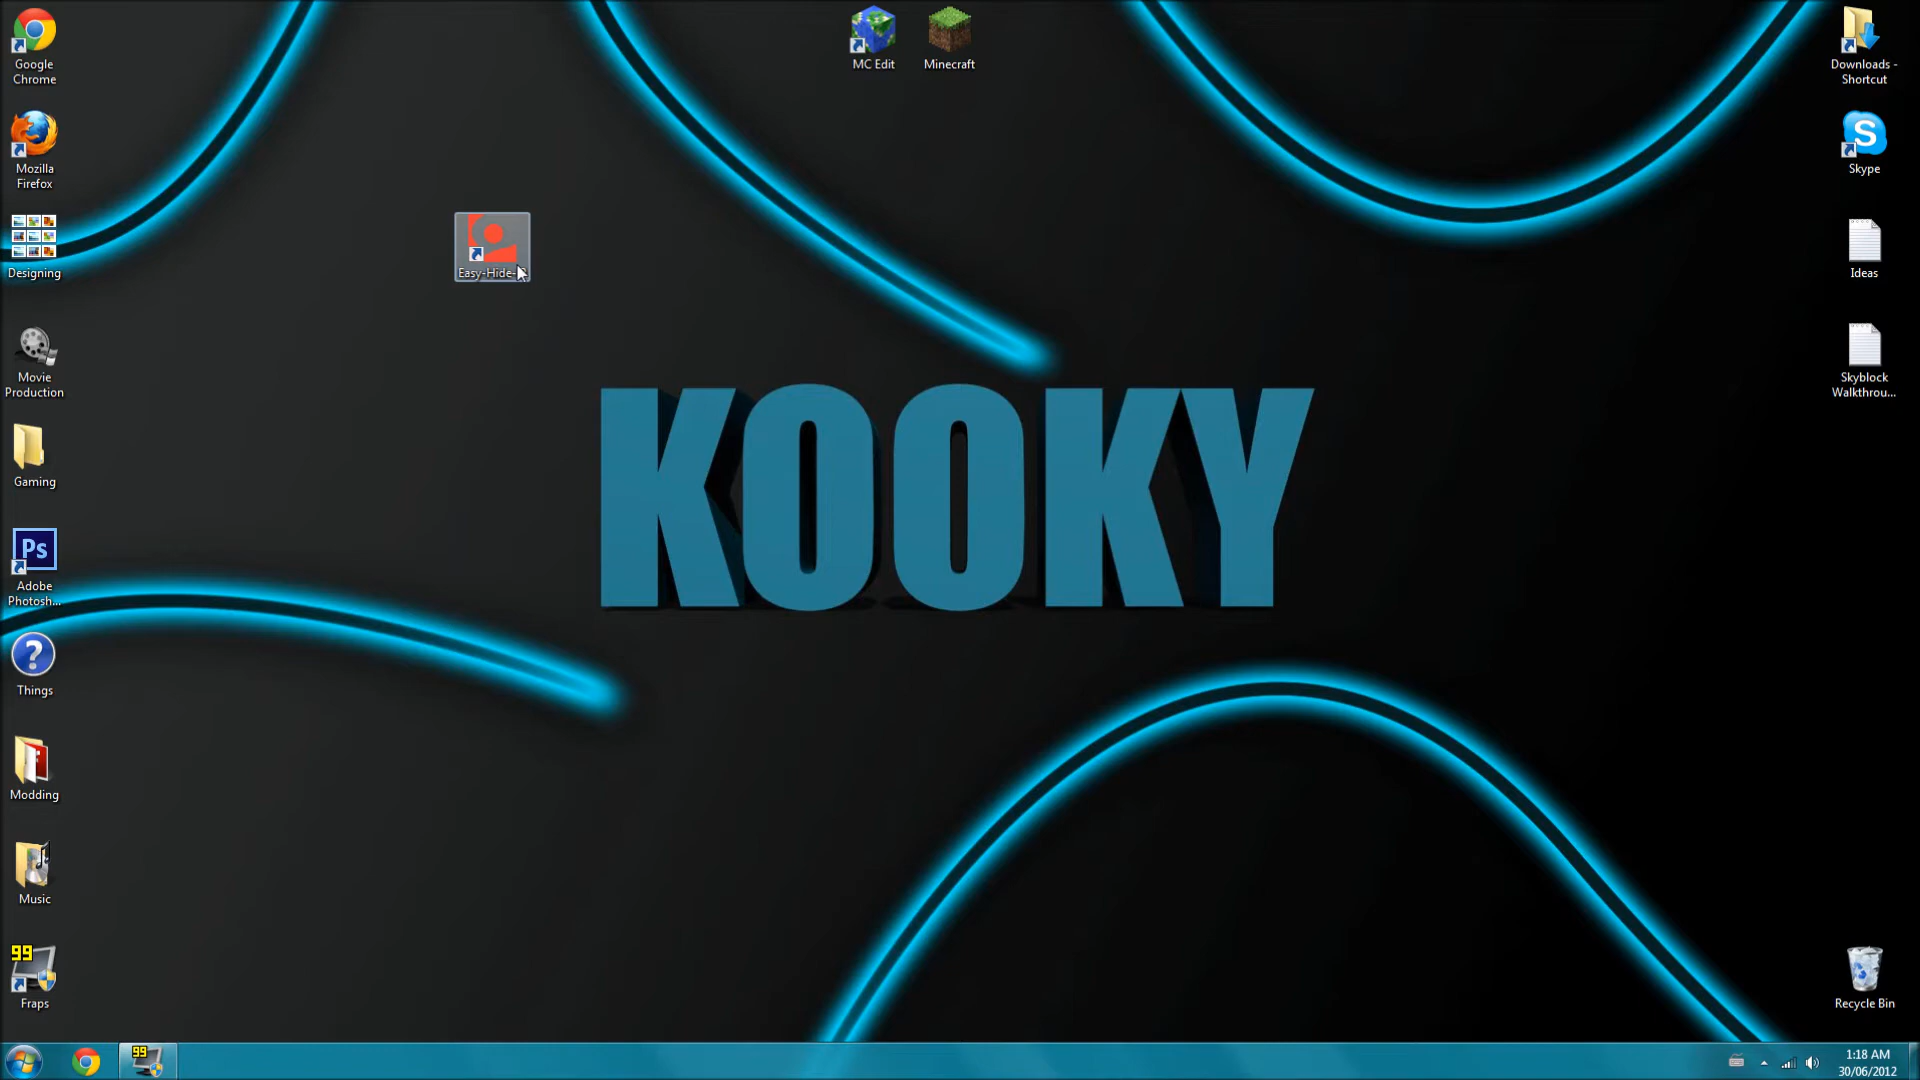 Google
Chrome
Mozilla
Firefox
Designing
Movie
Production
Gaming
Ps
Adobe
Photosh...
Things
Modding
Music
99
Fraps
Easy-Hide-
MC Edit
Minecraft
KOOKY
Downloads -
Shortcut
S
Skype
Ideas
Skyblock
Walkthrou...
Recycle Bin
99
1:18 AM
30/06/2012